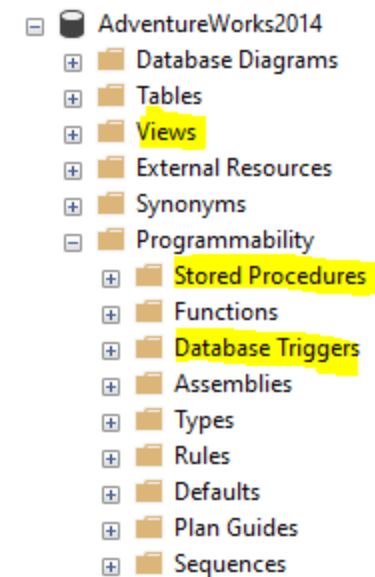 AdventureWorks2014
Database Diagrams
Tables
Views
External Resources
Synonyms
Programmability
Stored Procedures
Functions
Database Triggers
Assemblies
Types
Rules
Defaults
Plan Guides
Sequences